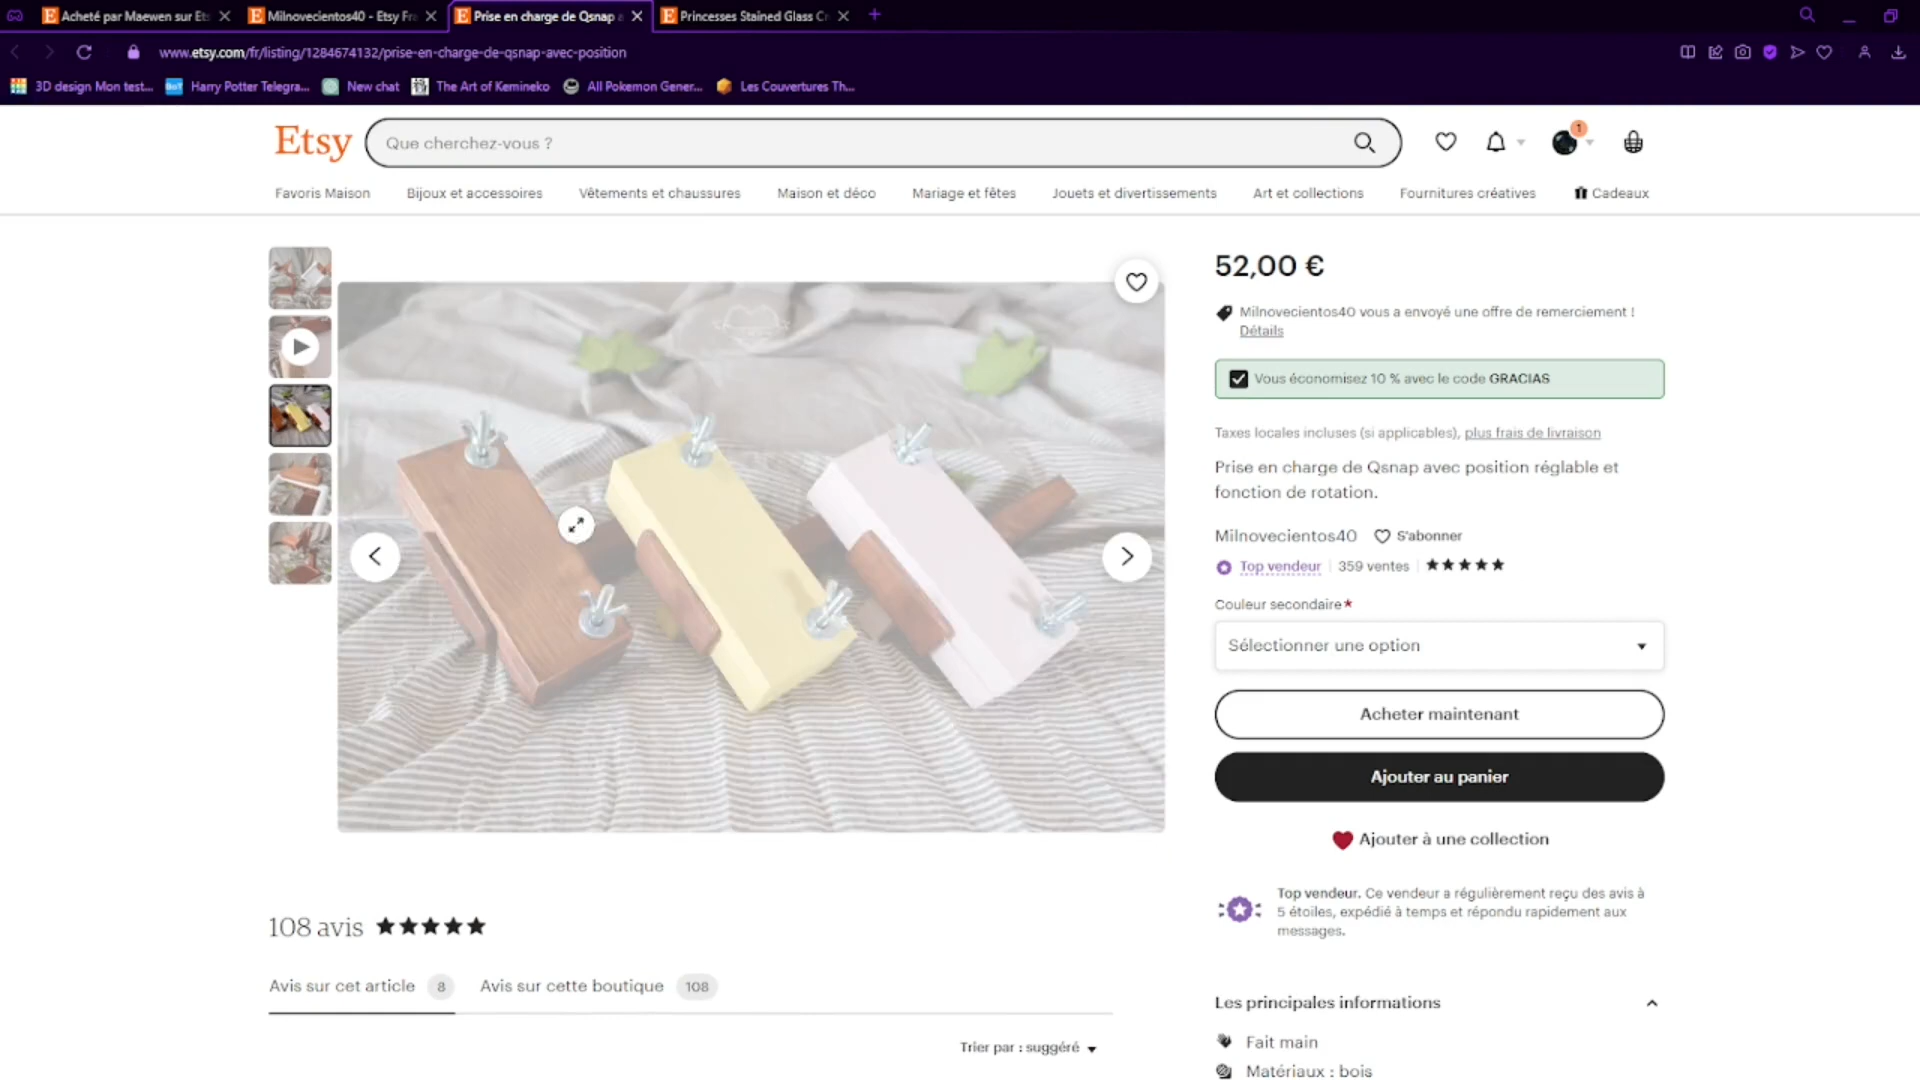 Acheté par Maewen sur Ets
Milnovecientos40 - Etsy Fra
Prise en charge de Qsnap a
Princesses Stained Glass Cr
www.etsy.com/fr/listing/1284674132/prise-en-charge-de-qsnap-avec-position
3D design Mon test...
Harry Potter Telegra...
New chat
The Art of Kemineko
All Pokemon Gener...
Les Couvertures Th...
Etsy
Que cherchez-vous ?
1
Favoris Maison
Bijoux et accessoires
Vêtements et chaussures
Maison et déco
Mariage et fêtes
Jouets et divertissements
Art et collections
Fournitures créatives
Cadeaux
52,00 €
Milnovecientos40 vous a envoyé une offre de remerciement !
Détails
Vous économisez 10 % avec le code GRACIAS
Taxes locales incluses (si applicables), plus frais de livraison
Prise en charge de Qsnap avec position réglable et
fonction de rotation.
Milnovecientos40 S'abonner
Top vendeur 359 ventes
Couleur secondaire*
Sélectionner une option
Acheter maintenant
Ajouter au panier
Ajouter à une collection
Top vendeur. Ce vendeur a régulièrement reçu des avis à
5 étoiles, expédié à temps et répondu rapidement aux
messages.
108 avis
Avis sur cet article 8
Avis sur cette boutique 108
Trier par : suggéré
Les principales informations
Fait main
Matériaux : bois